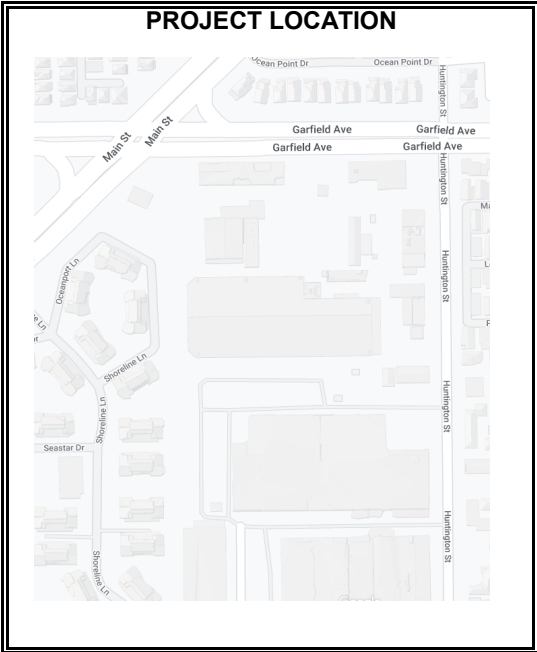 PROJECT LOCATION
Ocean Point Dr
Ocean Point Dr
Huntington St
Main St
Main St
Garfield Ave
Garfield Ave
Garfield Ave
Garfield Ave
Huntington St
Huntington St
Oceanport Ln
Shoreline Ln
Huntington St
Shoreline Ln
Seastar Dr
Huntington St
Shoreline Ln